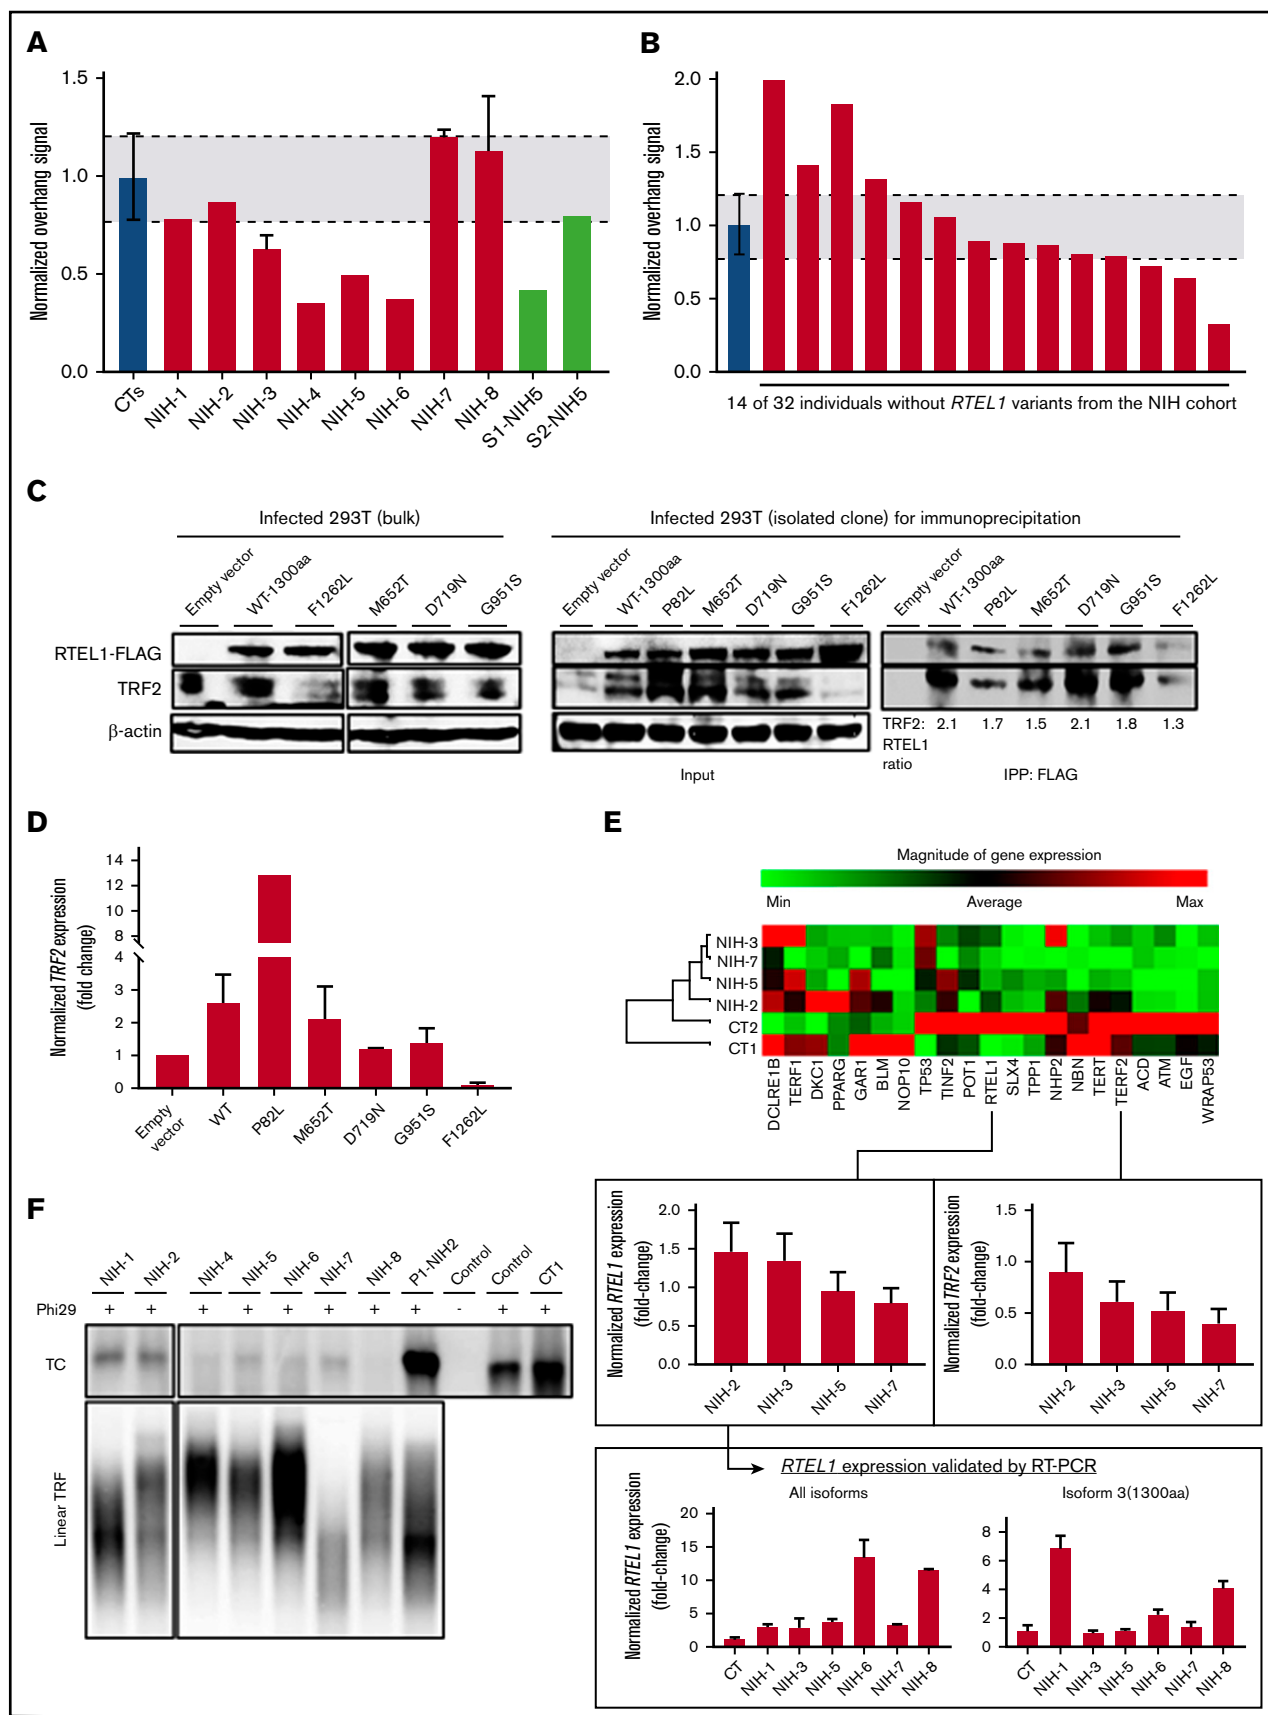 A
Normalized overhang signal
1.5
1.0
0.5
0.0
CTs
NIH-1
NIH-2
NIH-3
NIH-4
NIH-5
NIH-6
NIH-7
NIH-8
S1-NIH5
S2-NIH5
B
Normalized overhang signal
2.0
1.5
1.0
0.5
0.0
14 of 32 individuals without RTEL1 variants from the NIH cohort
C
Infected 293T (bulk)
Infected 293T (isolated clone) for immunoprecipitation
Empty vector
WT-1300aa
F1262L
M652T
D719N
G951S
Empty vector
WT-1300aa
P82L
M652T
D719N
G951S
F1262L
Empty vector
WT-1300aa
P82L
M652T
D719N
G951S
F1262L
RTEL1-FLAG
TRF2
β-actin
TRF2:
RTEL1
ratio
2.1 1.7 1.5 2.1 1.8 1.3
Input
IPP: FLAG
D
Normalized TRF2 expression
(fold change)
14
12
10
8
4
3
2
1
0
Empty
vector
WT
P82L
M652T
D719N
G951S
F1262L
E
Magnitude of gene expression
Min
Average
Max
NIH-3
NIH-7
NIH-5
NIH-2
CT2
CT1
DCLRE1B
TERF1
DKC1
PPARG
GAR1
BLM
NOP10
TP53
TINF2
POT1
RTEL1
SLX4
TPP1
NHP2
NBN
TERT
TERF2
ACD
ATM
EGF
WRAP53
Normalized RTEL1 expression
(fold-change)
2.0
1.5
1.0
0.5
0.0
NIH-2
NIH-3
NIH-5
NIH-7
Normalized TRF2 expression
(fold-change)
1.5
1.0
0.5
0.0
NIH-2
NIH-3
NIH-5
NIH-7
RTEL1 expression validated by RT-PCR
All isoforms
Normalized RTEL1 expression
(fold-change)
20
15
10
5
0
CT
NIH-1
NIH-3
NIH-5
NIH-6
NIH-7
NIH-8
Isoform 3(1300aa)
8
6
4
2
0
CT
NIH-1
NIH-3
NIH-5
NIH-6
NIH-7
NIH-8
F
NIH-1
NIH-2
NIH-4
NIH-5
NIH-6
NIH-7
NIH-8
P1-NIH2
Control
Control
CT1
Phi29 + + + + + + + + - + +
TC
Linear TRF